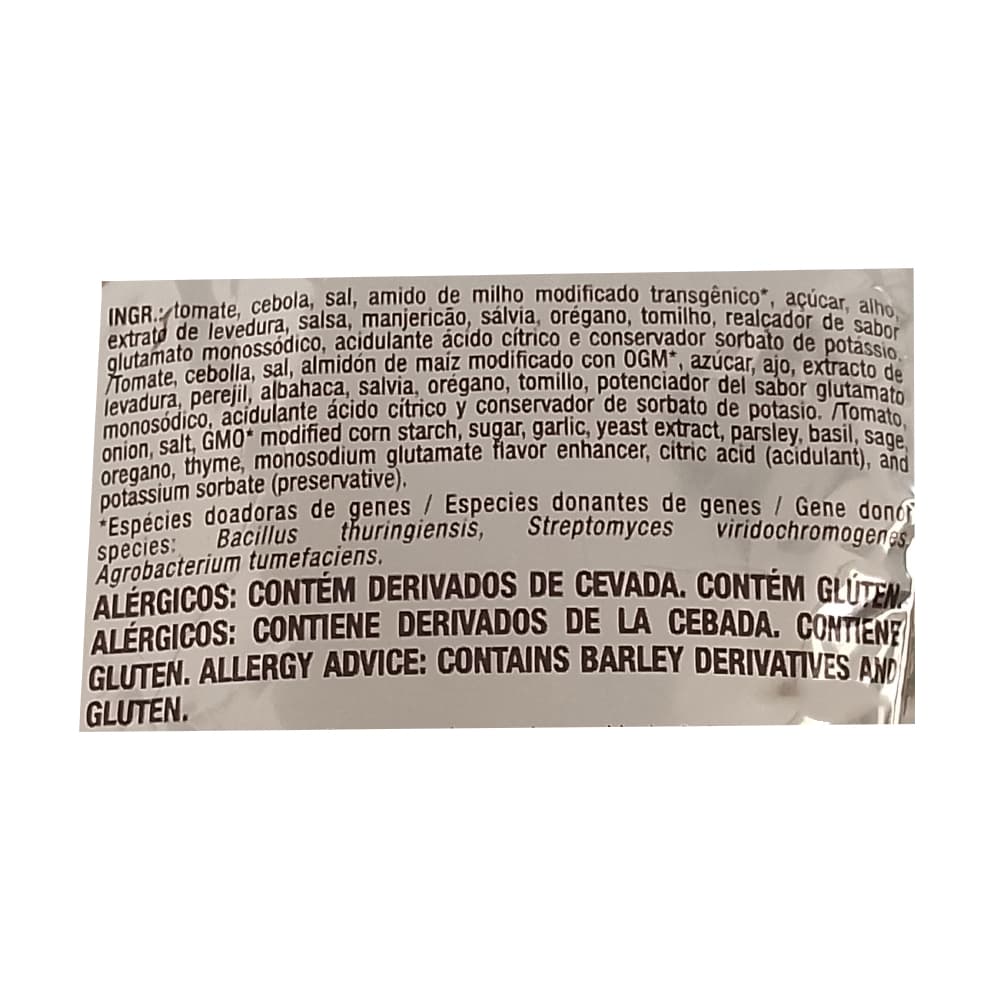 INGR.: tomate, cebola, sal, amido de milho modificado transgênico*, açúcar, alho,
extrato de levedura, salsa, manjericão, sálvia, orégano, tomilho, realçador de sabor
glutamato monossódico, acidulante ácido cítrico e conservador sorbato de potássio.
/Tomate, cebolla, sal, almidón de maíz modificado con OGM*, azúcar, ajo, extracto de
levadura, perejil, albahaca, salvia, orégano, tomillo, potenciador del sabor glutamato
monosódico, acidulante ácido cítrico y conservador de sorbato de potasio. /Tomato,
onion, salt, GMO* modified corn starch, sugar, garlic, yeast extract, parsley, basil, sage,
oregano, thyme, monosodium glutamate flavor enhancer, citric acid (acidulant), and
potassium sorbate (preservative).
*Espécies doadoras de genes / Especies donantes de genes / Gene donor
species: Bacillus thuringiensis, Streptomyces viridochromogenes,
Agrobacterium tumefaciens.
ALÉRGICOS: CONTÉM DERIVADOS DE CEVADA. CONTÉM GLÚTEN.
ALÉRGICOS: CONTIENE DERIVADOS DE LA CEBADA. CONTIENE
GLUTEN. ALLERGY ADVICE: CONTAINS BARLEY DERIVATIVES AND
GLUTEN.